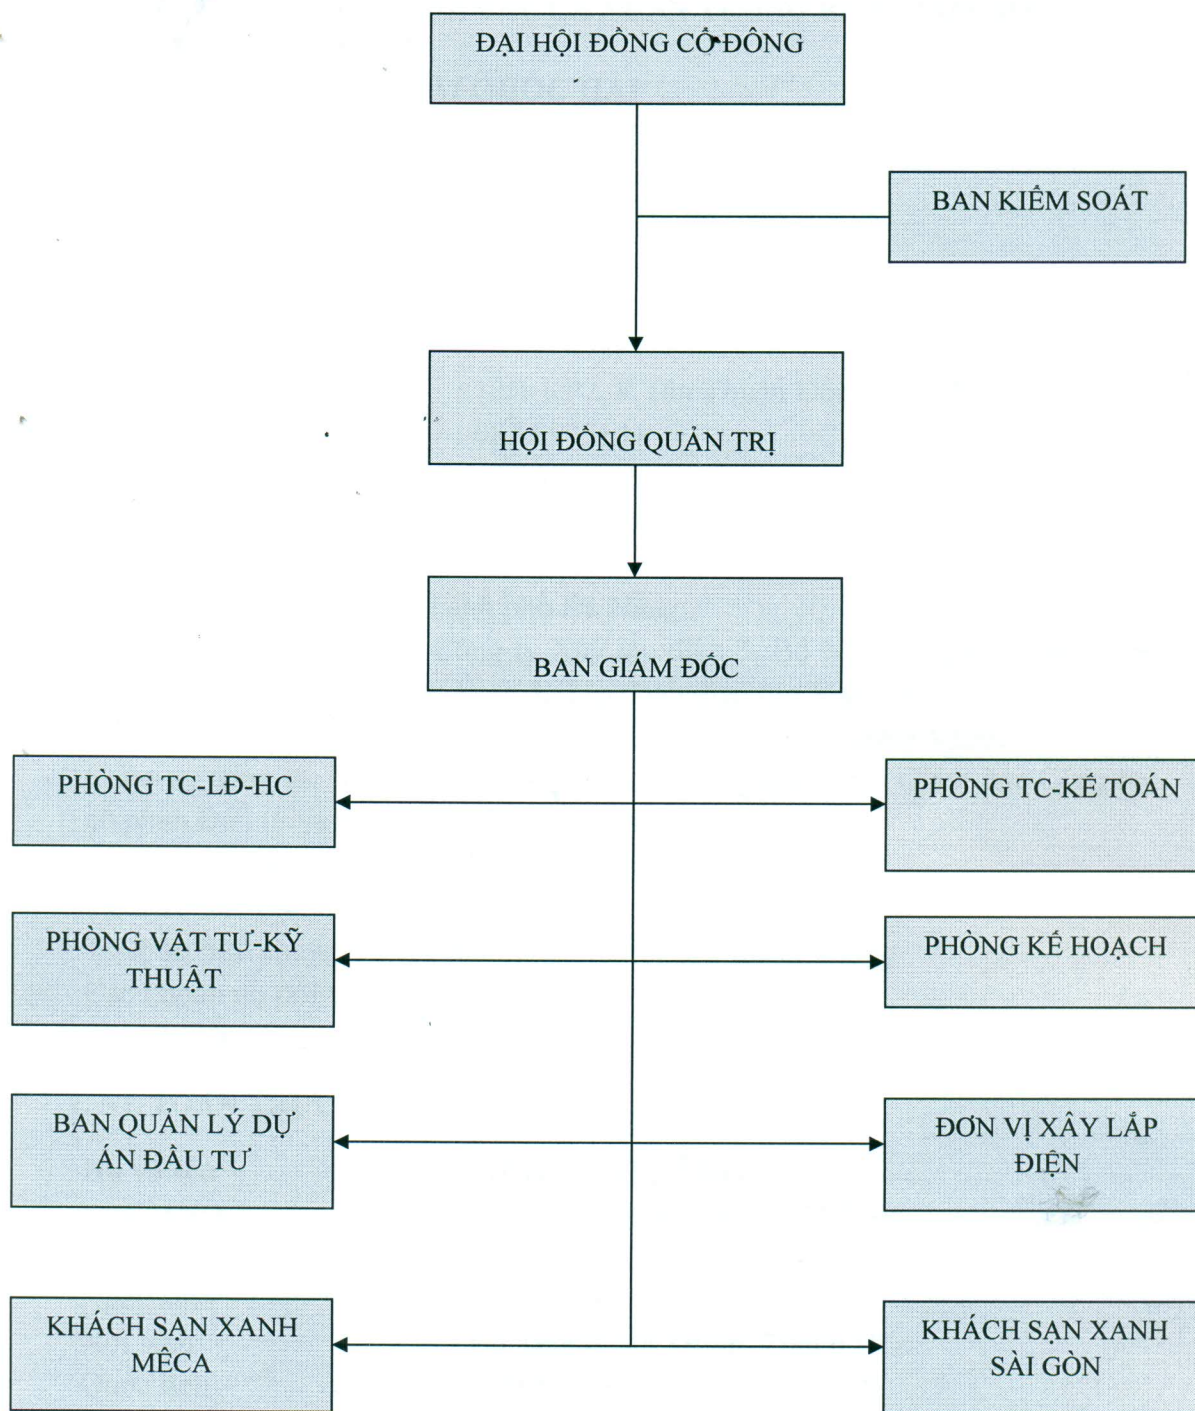 ĐẠI HỘI ĐỒNG CỔ ĐÔNG
BAN KIỂM SOÁT
HỘI ĐỒNG QUẢN TRỊ
BAN GIÁM ĐỐC
PHÒNG TC-LĐ-HC
PHÒNG TC-KẾ TOÁN
PHÒNG VẬT TƯ-KỸ
THUẬT
PHÒNG KẾ HOẠCH
BAN QUẢN LÝ DỰ
ÁN ĐẦU TƯ
ĐƠN VỊ XÂY LẮP
ĐIỆN
KHÁCH SẠN XANH
MÊCA
KHÁCH SẠN XANH
SÀI GÒN